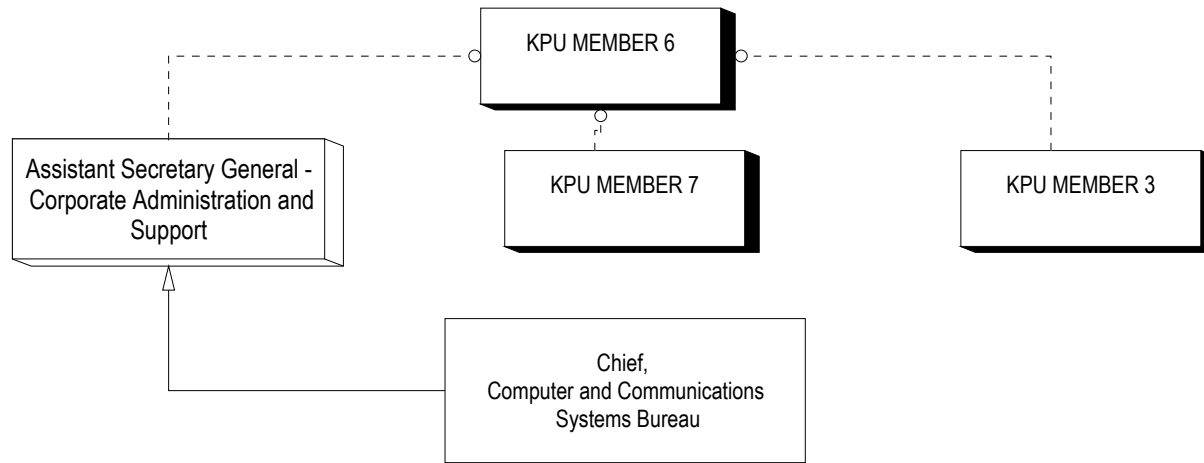 KPU MEMBER 6
Assistant Secretary General -
Corporate Administration and
Support
KPU MEMBER 7
KPU MEMBER 3
Chief,
Computer and Communications
Systems Bureau